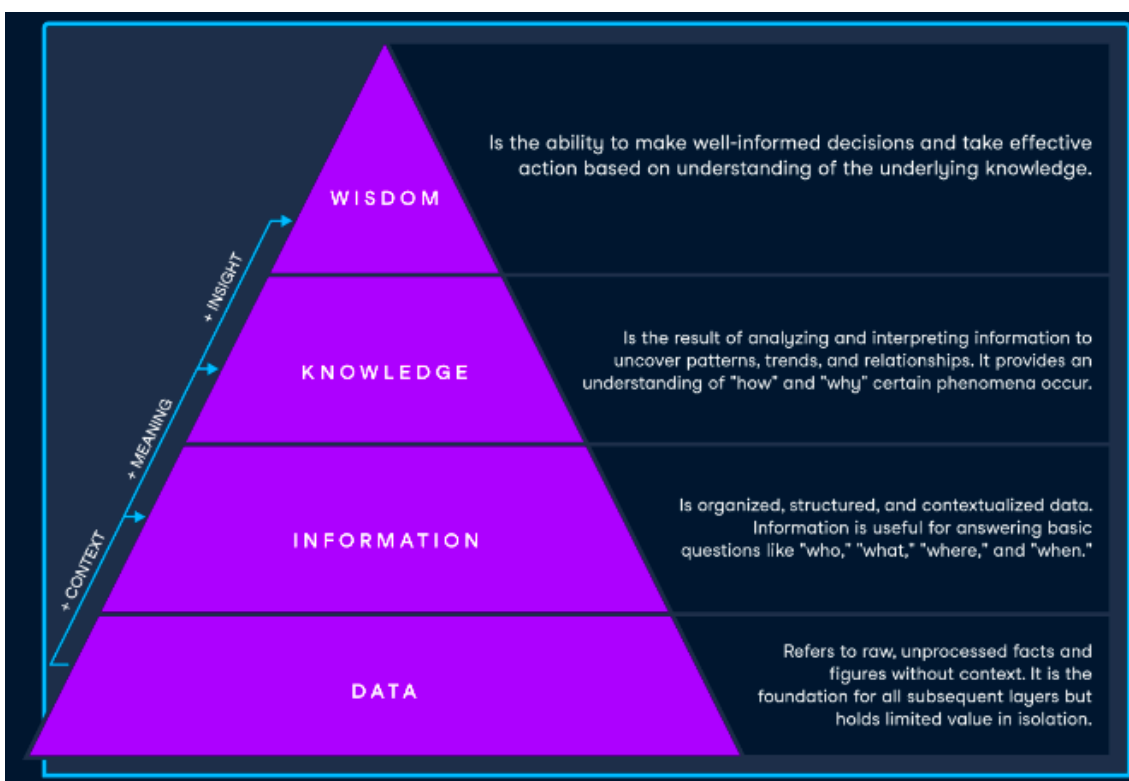 Is the ability to make well-informed decisions and take effective
action based on understanding of the underlying knowledge.
WISDOM
+ INSIGHT
Is the result of analyzing and interpreting information to
uncover patterns, trends, and relationships. It provides an
understanding of "how" and "why" certain phenomena occur.
KNOWLEDGE
+ MEANING
Is organized, structured, and contextualized data.
Information is useful for answering basic
questions like "who," "what," "where," and "when."
INFORMATION
+ CONTEXT
Refers to raw, unprocessed facts and
figures without context. It is the
foundation for all subsequent layers but
holds limited value in isolation.
DATA